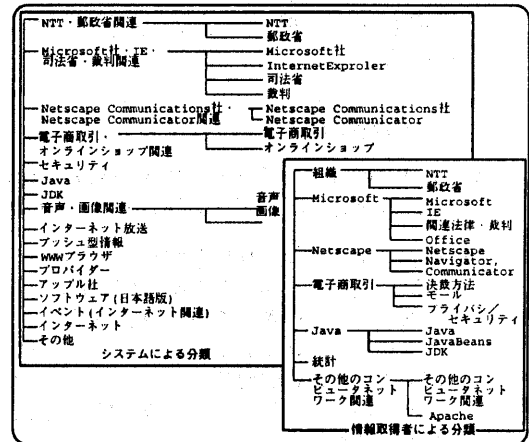 NTT・郵政省関連
NTT
郵政省
Microsoft社・IE・
司法省・裁判関連
Microsoft社
InternetExproler
司法省
裁判
Netscape Communications社・
Netscape Communicator関連
Netscape Communications社
Netscape Communicator
電子商取引・
オンラインショップ関連
電子商取引
オンラインショップ
セキュリティ
Java
JDK
音声・画像関連
音声
画像
インターネット放送
プッシュ型情報
WWWブラウザ
プロバイダー
アップル社
ソフトウェア(日本語版)
イベント(インターネット関連)
インターネット
その他
システムによる分類
組織
NTT
郵政省
Microsoft
Microsoft
IE
関連法律・裁判
Office
Netscape
Netscape
Navigator,
Communicator
電子商取引
決裁方法
モール
プライバシ/
セキュリティ
Java
Java
JavaBeans
JDK
統計
その他のコン
ピュータネット
ワーク関連
その他のコン
ピュータネット
ワーク関連
Apache
情報取得者による分類